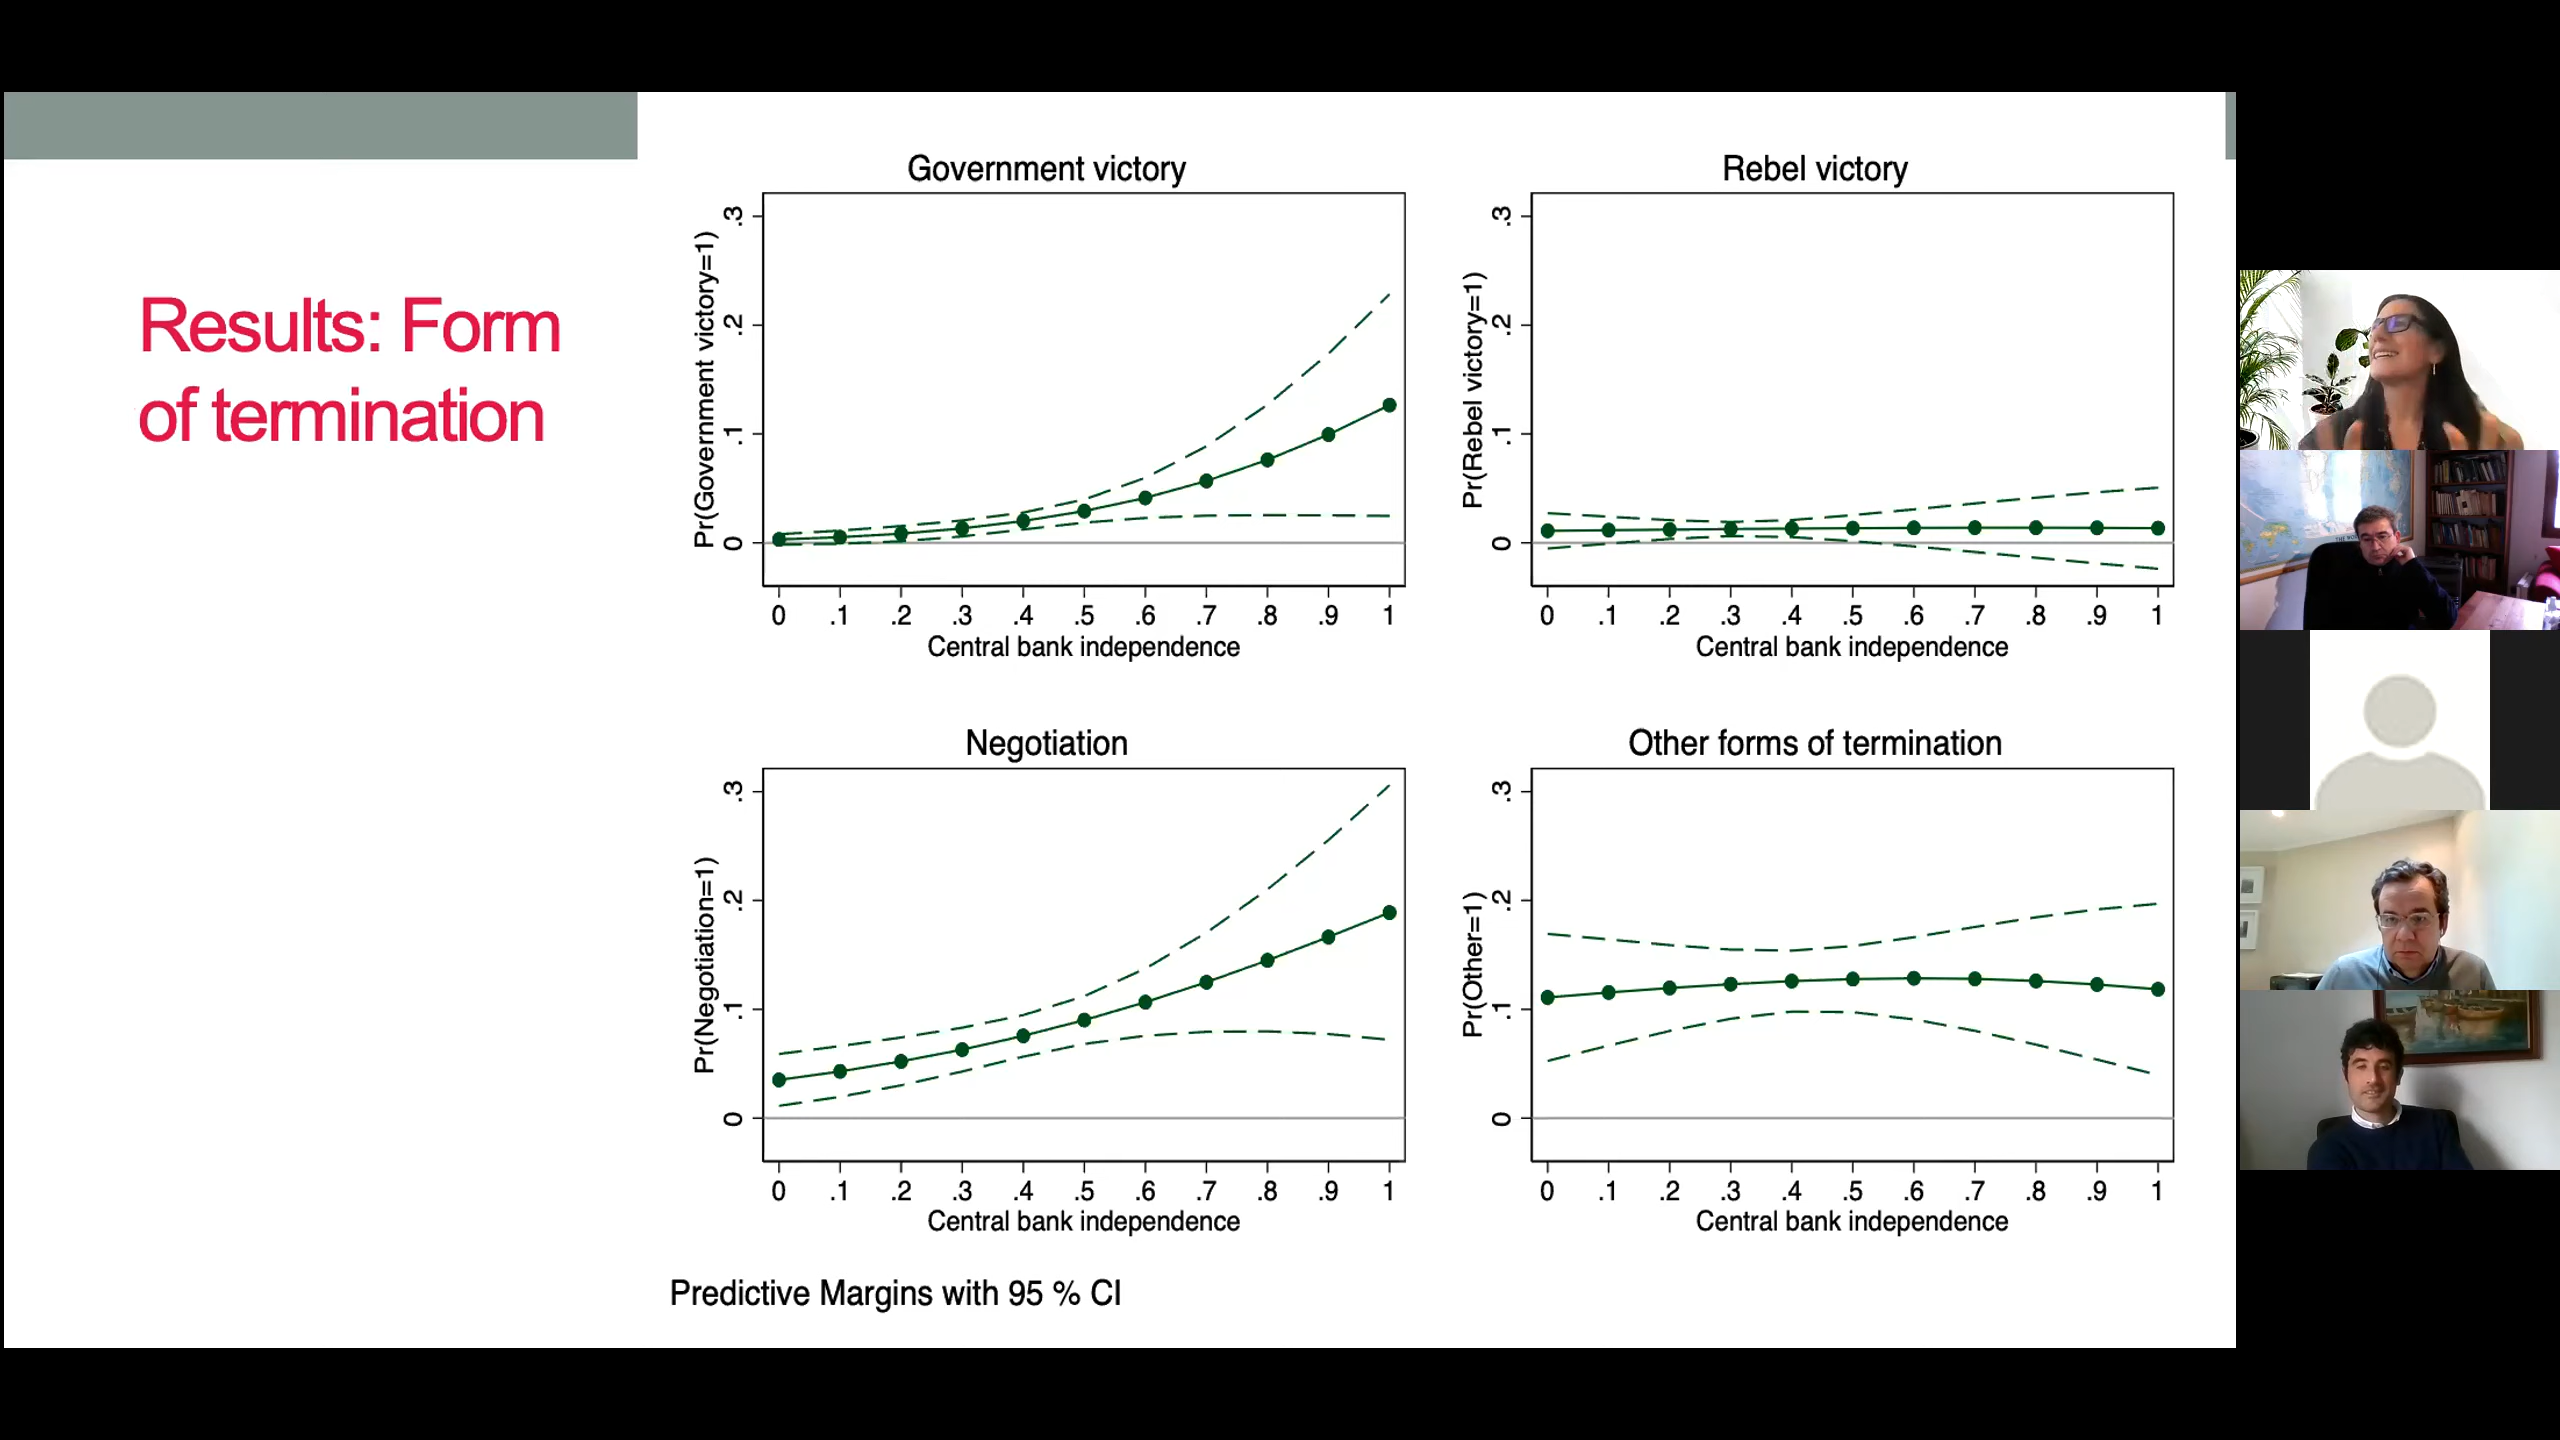 Results: Form
of termination
Government victory
Pr(Government victory=1)
0 .1 .2 .3
0 .1 .2 .3 .4 .5 .6 .7 .8 .9 1
Central bank independence
Rebel victory
Pr(Rebel victory=1)
0 .1 .2 .3
0 .1 .2 .3 .4 .5 .6 .7 .8 .9 1
Central bank independence
Negotiation
Pr(Negotiation=1)
0 .1 .2 .3
0 .1 .2 .3 .4 .5 .6 .7 .8 .9 1
Central bank independence
Other forms of termination
Pr(Other=1)
0 .1 .2 .3
0 .1 .2 .3 .4 .5 .6 .7 .8 .9 1
Central bank independence
Predictive Margins with 95 % CI